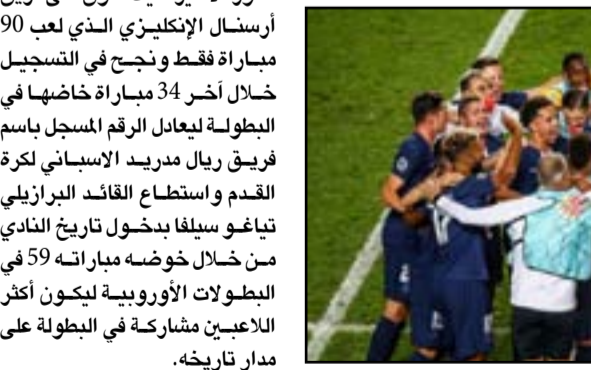 أرسنال الإنكليزي الذي لعب 90
مباراة فقط ونجح في التسجيل
خلال أخر 34 مباراة خاضها في
البطولة ليعادل الرقم المسجل باسم
فريق ريال مدريد الاسباني لكرة
القدم واستطاع القائد البرازيلي
تياغو سيلفا بدخول تاريخ النادي
من خلال خوضه مباراته 59 في
البطولات الأوروبية ليكون أكثر
اللاعبين مشاركة في البطولة على
مدار تاريخه.